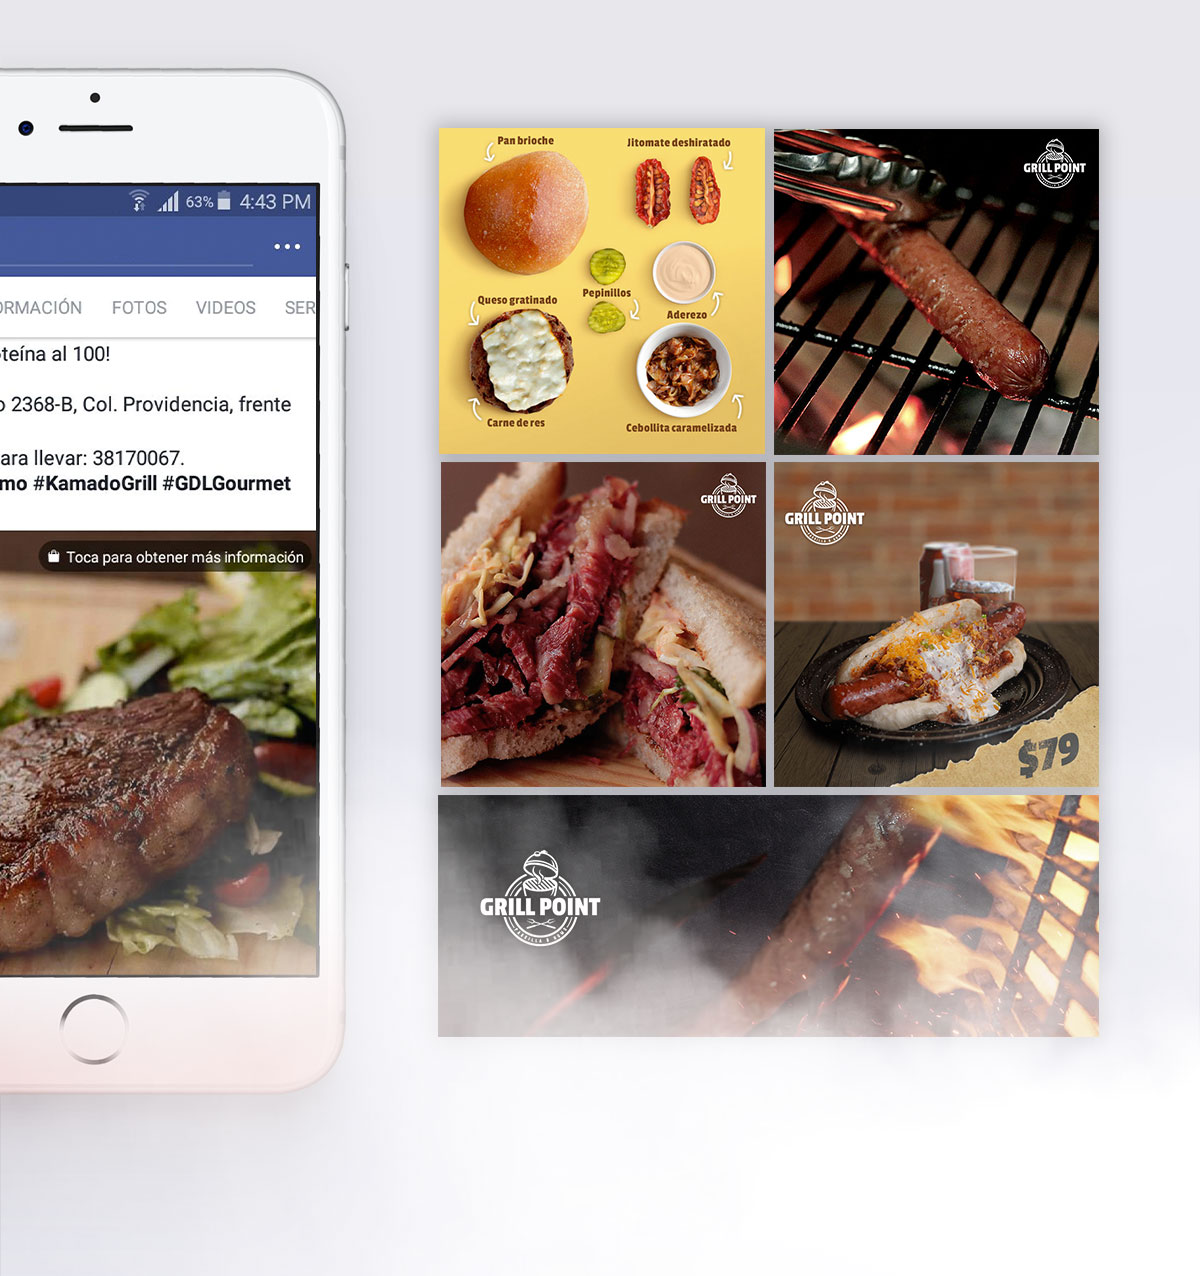 63% 4:43 PM
ORMACIÓN FOTOS VIDEOS SER
oteína al 100!
o 2368-B, Col. Providencia, frente
ara llevar: 38170067.
mo #KamadoGrill #GDLGourmet
Toca para obtener más información
Pan brioche
Jitomate deshiratado
Queso gratinado
Pepinillos
Aderezo
Carne de res
Cebollita caramelizada
GRILL POINT
GRILL POINT
GRILL POINT
$79
GRILL POINT